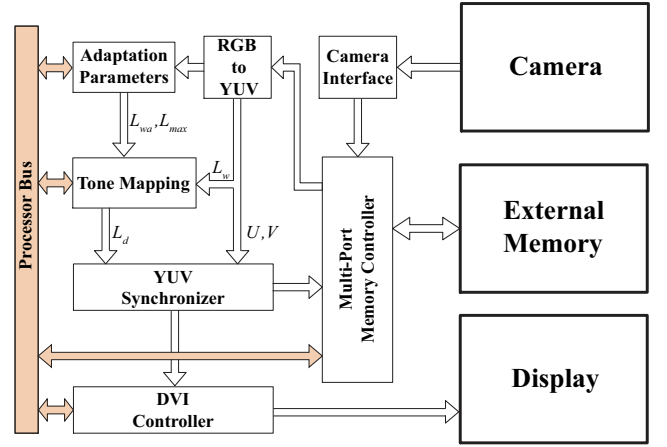 Processor Bus
Adaptation
Parameters
RGB
to
YUV
Camera
Interface
Camera
L_wa, L_max
L_w
Tone Mapping
L_d
U, V
Multi-Port
Memory Controller
External
Memory
YUV
Synchronizer
DVI
Controller
Display